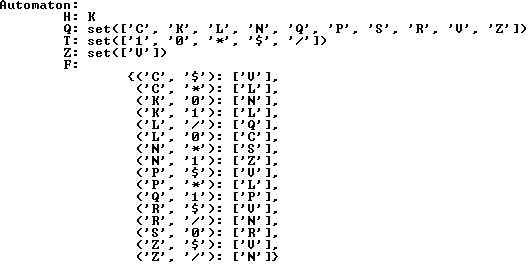 Automaton:
H: K
Q: set(['C', 'K', 'L', 'N', 'Q', 'P', 'S', 'R', 'V', 'Z'])
T: set(['1', '0', '*', '$', '/'])
Z: set(['V'])
F:
{('C', '$'): ['V'],
('C', '*'): ['L'],
('K', '0'): ['N'],
('K', '1'): ['L'],
('L', '/'): ['Q'],
('L', '0'): ['C'],
('N', '*'): ['S'],
('N', '1'): ['Z'],
('P', '$'): ['V'],
('P', '*'): ['L'],
('Q', '1'): ['P'],
('R', '$'): ['V'],
('R', '/'): ['N'],
('S', '0'): ['R'],
('Z', '$'): ['V'],
('Z', '/'): ['N']}